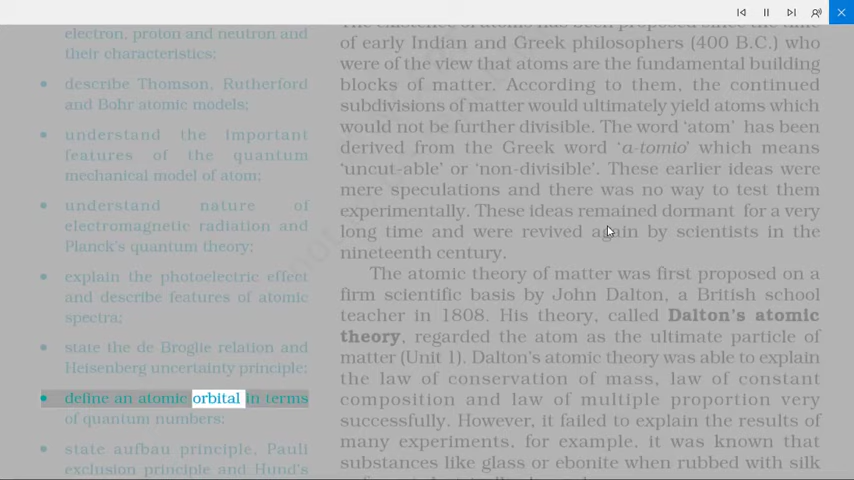 electron, proton and neutron and
their characteristics;
• describe Thomson, Rutherford
and Bohr atomic models;
• understand the important
features of the quantum
mechanical model of atom;
• understand nature of
electromagnetic radiation and
Planck's quantum theory;
• explain the photoelectric effect
and describe features of atomic
spectra;
• state the de Broglie relation and
Heisenberg uncertainty principle;
• define an atomic orbital in terms
of quantum numbers;
• state aufbau principle, Pauli
exclusion principle and Hund's
The existence of atoms has been proposed since the time
of early Indian and Greek philosophers (400 B.C.) who
were of the view that atoms are the fundamental building
blocks of matter. According to them, the continued
subdivisions of matter would ultimately yield atoms which
would not be further divisible. The word ‘atom’ has been
derived from the Greek word ‘a-tomio’ which means
‘uncut-able’ or ‘non-divisible’. These earlier ideas were
mere speculations and there was no way to test them
experimentally. These ideas remained dormant for a very
long time and were revived again by scientists in the
nineteenth century.
The atomic theory of matter was first proposed on a
firm scientific basis by John Dalton, a British school
teacher in 1808. His theory, called Dalton's atomic
theory, regarded the atom as the ultimate particle of
matter (Unit 1). Dalton's atomic theory was able to explain
the law of conservation of mass, law of constant
composition and law of multiple proportion very
successfully. However, it failed to explain the results of
many experiments, for example, it was known that
substances like glass or ebonite when rubbed with silk